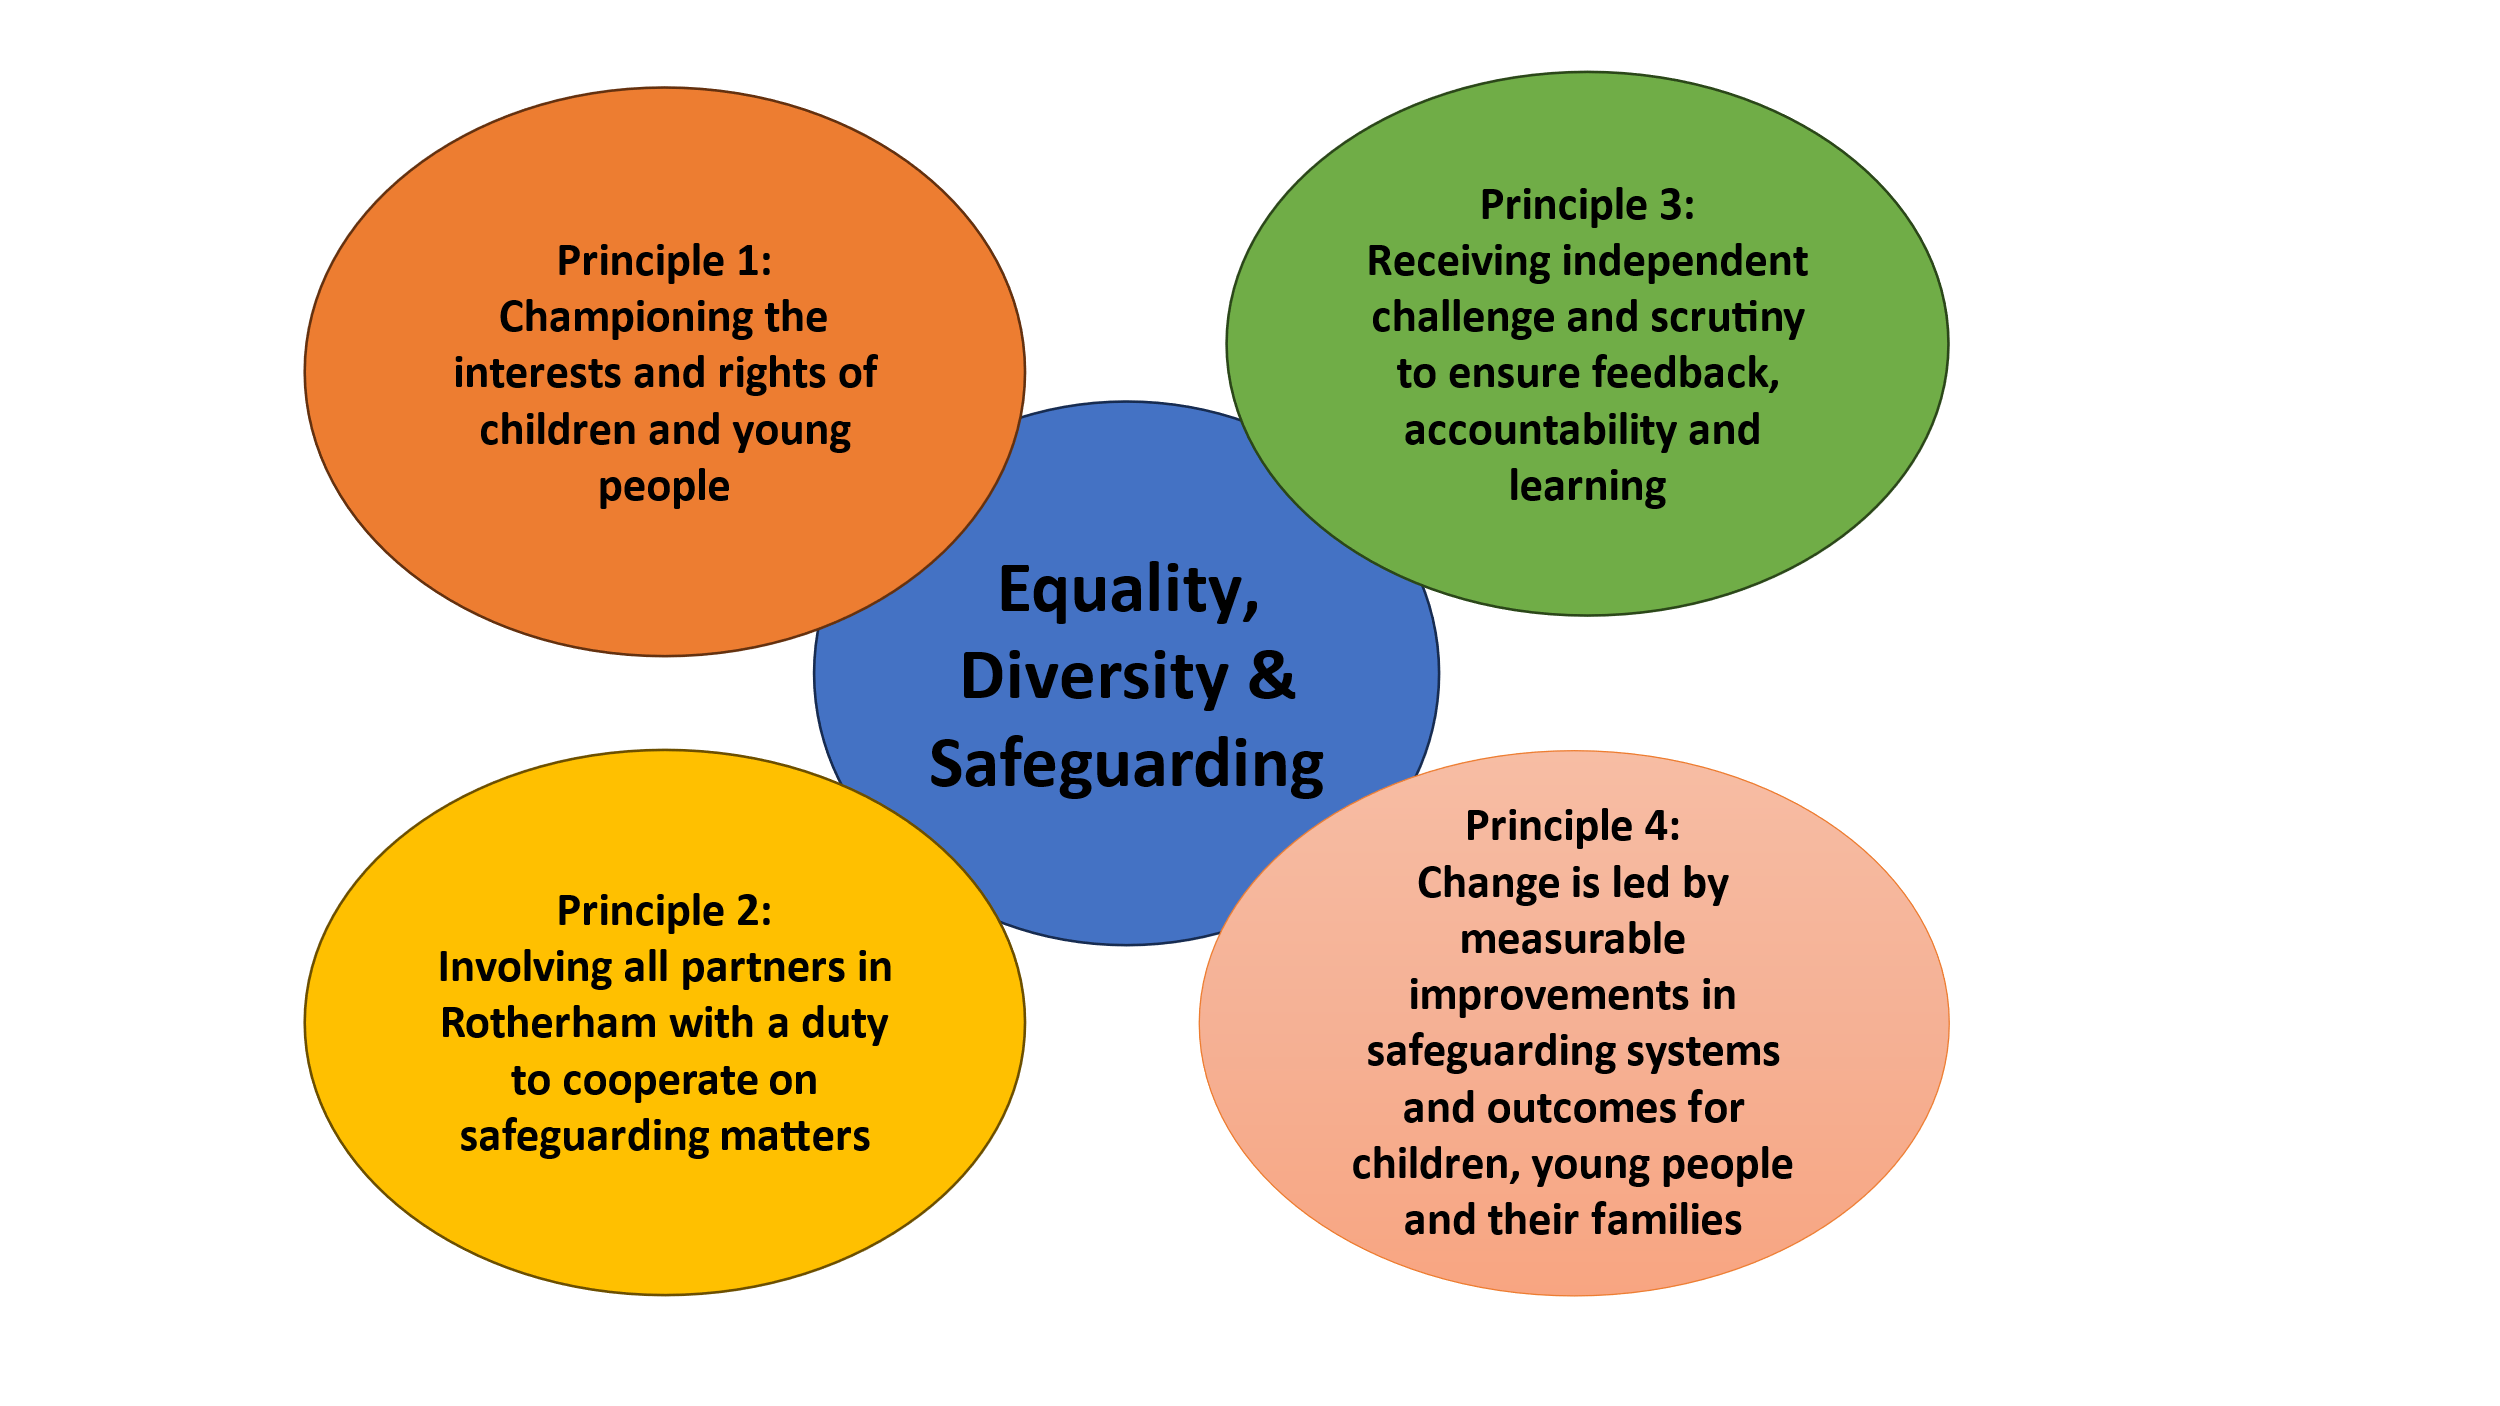 Principle 1:
Championing the
interests and rights of
children and young
people
Principle 3:
Receiving independent
challenge and scrutiny
to ensure feedback,
accountability and
learning
Equality,
Diversity &
Safeguarding
Principle 2:
Involving all partners in
Rotherham with a duty
to cooperate on
safeguarding matters
Principle 4:
Change is led by
measurable
improvements in
safeguarding systems
and outcomes for
children, young people
and their families